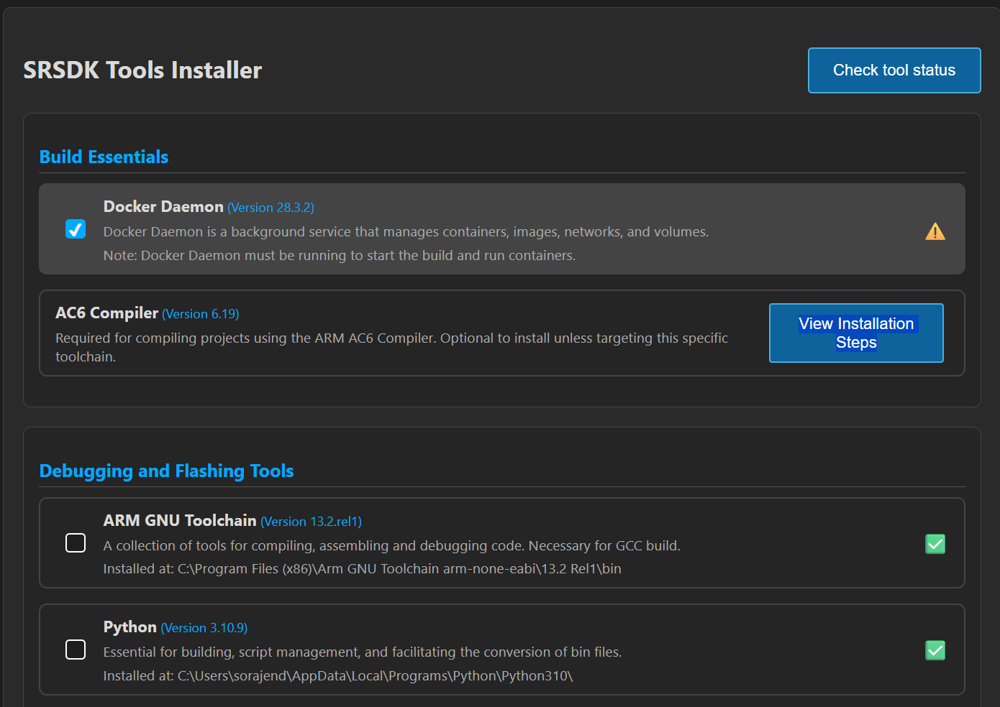 SRSDK Tools Installer
Check tool status
Build Essentials
Docker Daemon (Version 28.3.2)
Docker Daemon is a background service that manages containers, images, networks, and volumes.
Note: Docker Daemon must be running to start the build and run containers.
AC6 Compiler (Version 6.19)
Required for compiling projects using the ARM AC6 Compiler. Optional to install unless targeting this specific
toolchain.
View Installation
Steps
Debugging and Flashing Tools
ARM GNU Toolchain (Version 13.2.rel1)
A collection of tools for compiling, assembling and debugging code. Necessary for GCC build.
Installed at: C:\Program Files (x86)\Arm GNU Toolchain arm-none-eabi\13.2 Rel1\bin
Python (Version 3.10.9)
Essential for building, script management, and facilitating the conversion of bin files.
Installed at: C:\Users\sorajend\AppData\Local\Programs\Python\Python310\